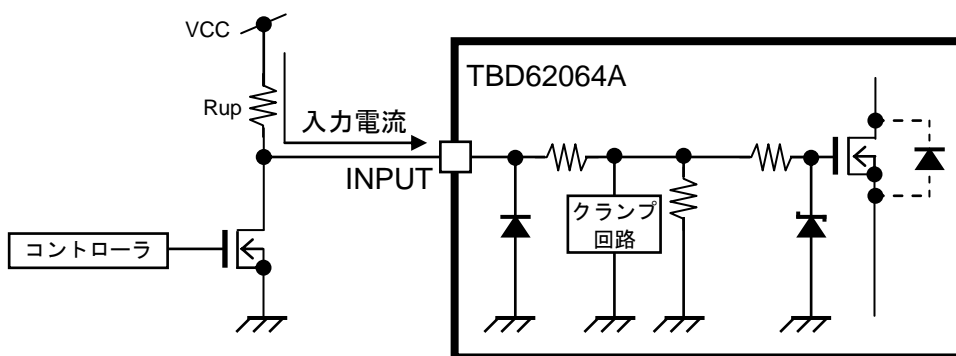 VCC
TBD62064A
Rup
入力電流
INPUT
クランプ
回路
コントローラ